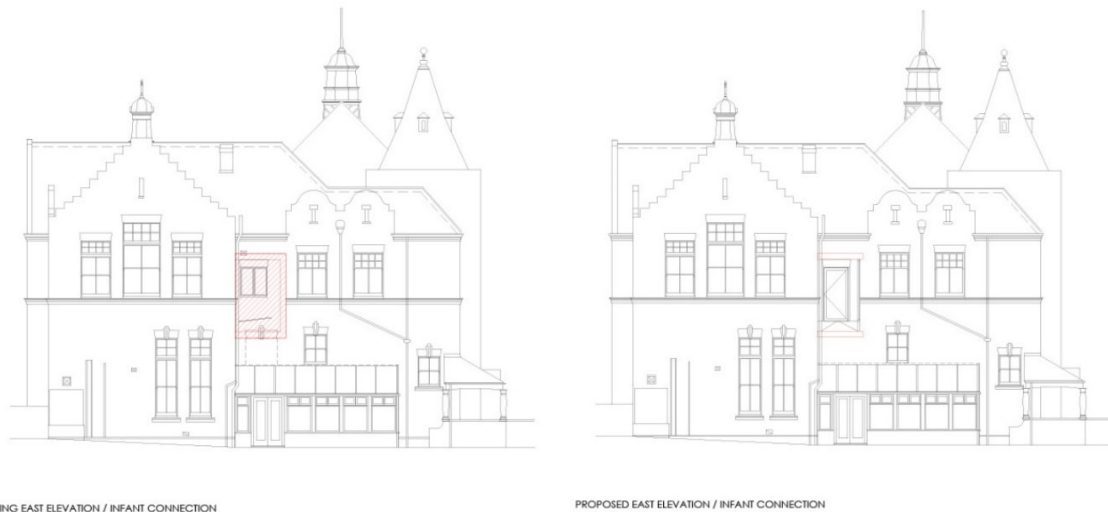 ING EAST ELEVATION / INFANT CONNECTION
PROPOSED EAST ELEVATION / INFANT CONNECTION